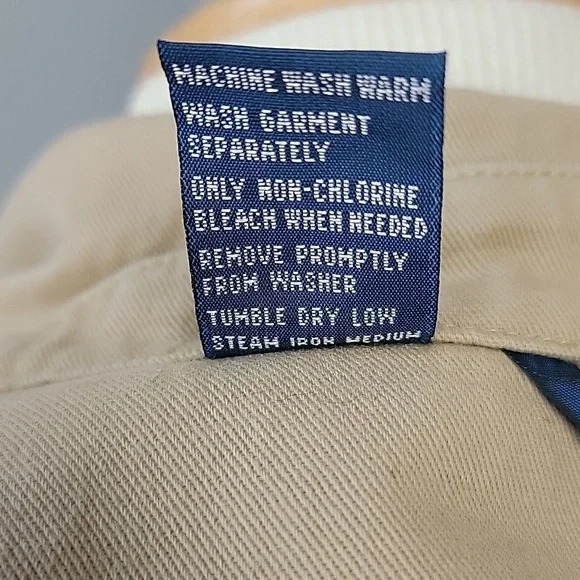 MACHINE WASH WARM
WASH GARMENT
SEPARATELY
ONLY NON-CHLORINE
BLEACH WHEN NEEDED
REMOVE PROMPTLY
FROM WASHER
TUMBLE DRY LOW
STEAM IRON MEDIUM